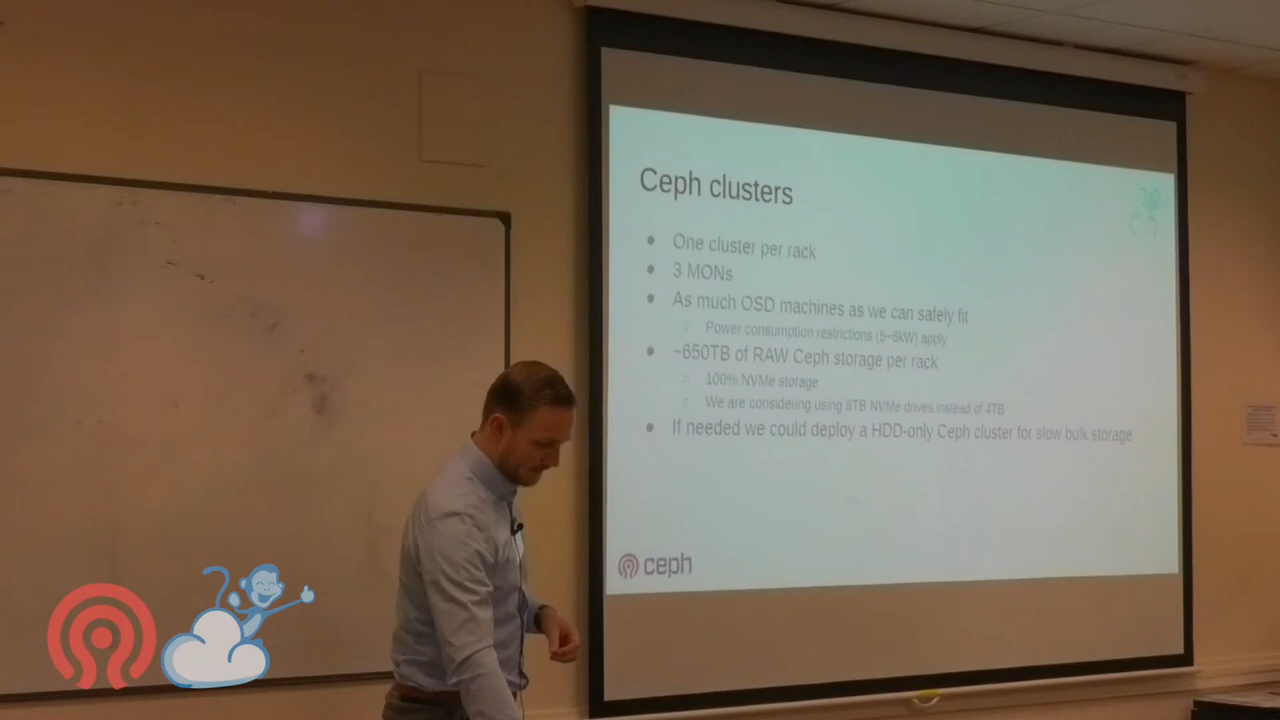 Ceph clusters
One cluster per rack
3 MONs
As much OSD machines as we can safely fit
Power consumption restrictions (5~6kW) apply
~650TB of RAW Ceph storage per rack
100% NVMe storage
We are considering using 8TB NVMe drives instead of 4TB
If needed we could deploy a HDD-only Ceph cluster for slow bulk storage
ceph